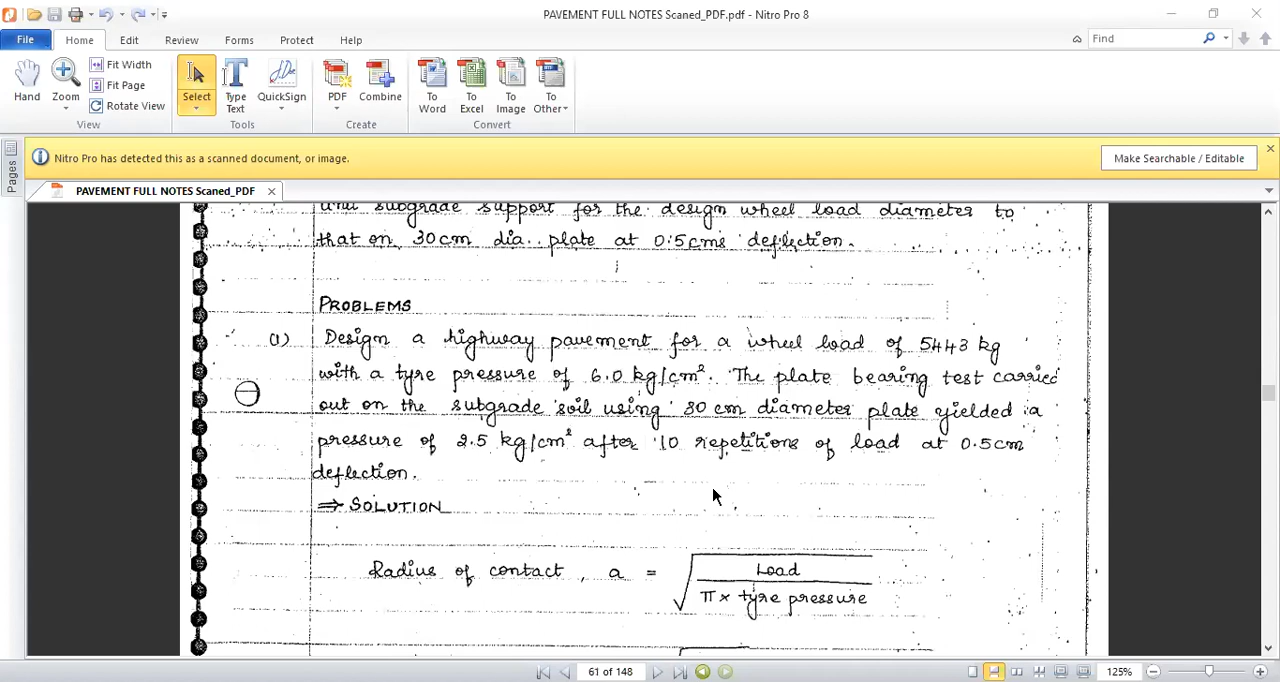 PAVEMENT FULL NOTES Scaned_PDF.pdf - Nitro Pro 8
File Home Edit Review Forms Protect Help Find
Hand Zoom Fit Width Fit Page Rotate View Select Type Text QuickSign PDF Combine To Word To Excel To Image To Other
View Tools Create Convert
Nitro Pro has detected this as a scanned document, or image. Make Searchable / Editable
Pages
PAVEMENT FULL NOTES Scaned_PDF
and subgrade support for the design wheel load diameter to
that on 30cm dia. plate at 0.5cms deflection.
PROBLEMS
(1) Design a highway pavement for a wheel load of 5443 kg
with a tyre pressure of 6.0 kg/cm². The plate bearing test carried
out on the subgrade soil using 30 cm diameter plate yielded a
pressure of 2.5 kg/cm² after 10 repetitions of load at 0.5cm
deflection.
⇒ SOLUTION
Radius of contact, a = √ Load
π × tyre pressure
61 of 148 125%